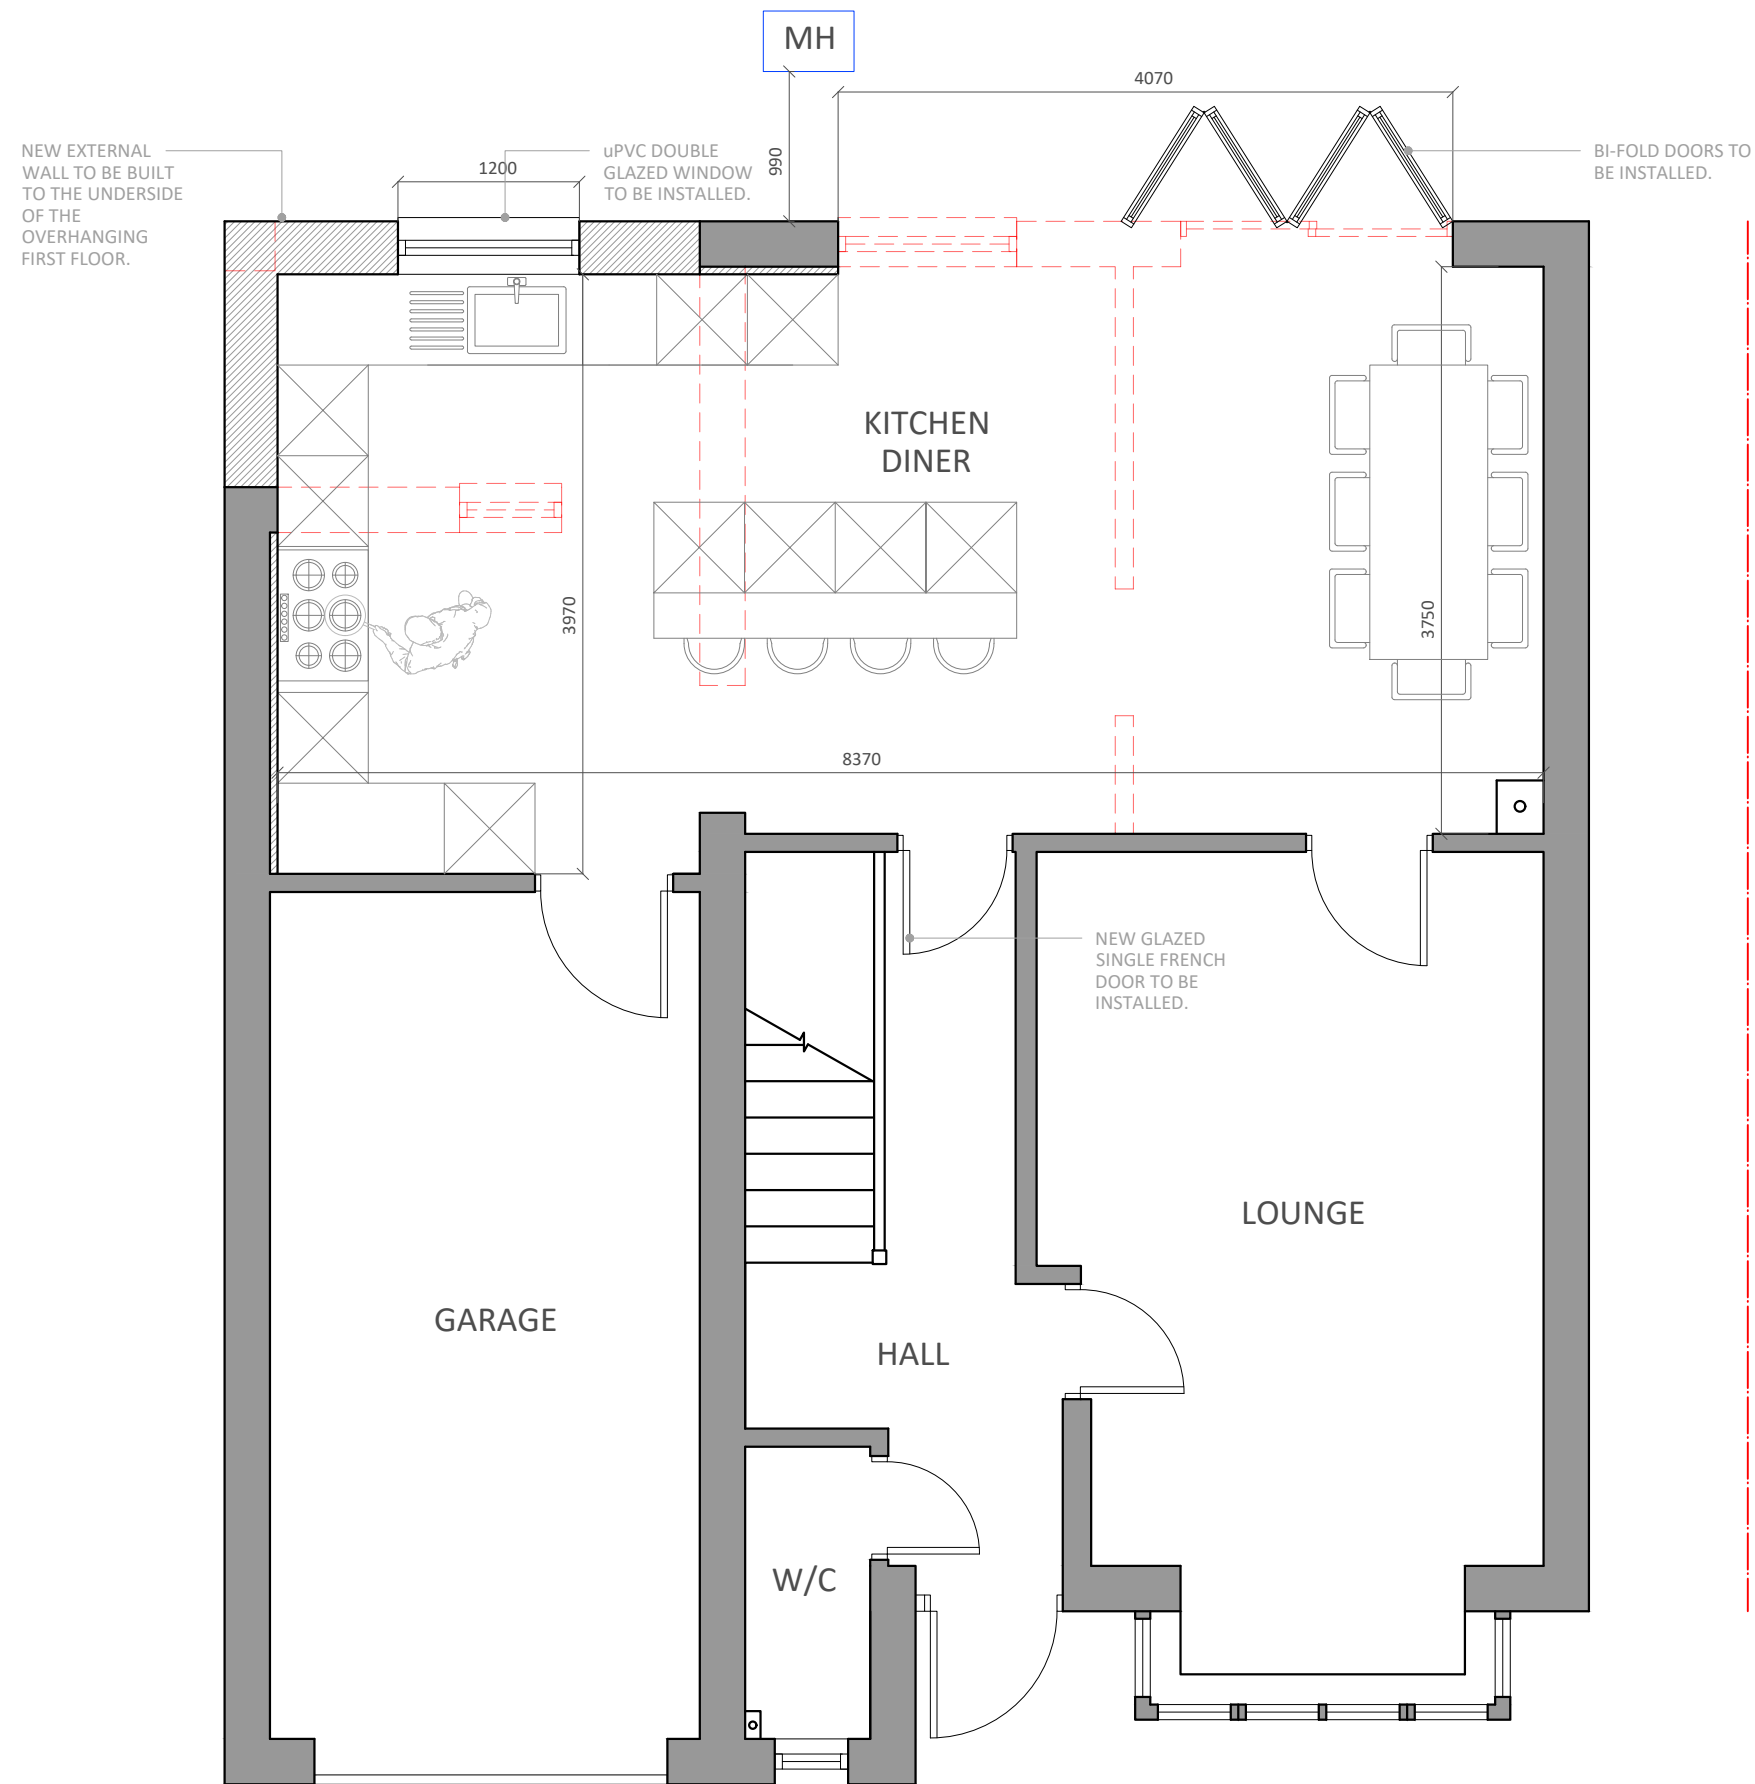 MH
4070
NEW EXTERNAL
WALL TO BE BUILT
TO THE UNDERSIDE
OF THE
OVERHANGING
FIRST FLOOR.
1200
uPVC DOUBLE
GLAZED WINDOW
TO BE INSTALLED.
990
BI-FOLD DOORS TO
BE INSTALLED.
KITCHEN
DINER
3970
3750
8370
NEW GLAZED
SINGLE FRENCH
DOOR TO BE
INSTALLED.
LOUNGE
GARAGE
HALL
W/C